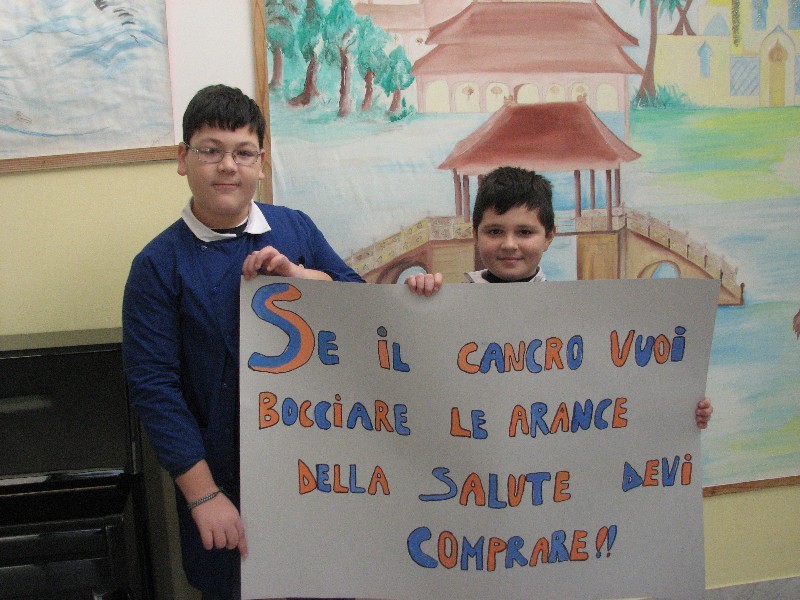 SE iL CANCRO VUOi
BOCCiARE LE ARANCE
DELLA SALUTE DEVi
COMPRARE!!